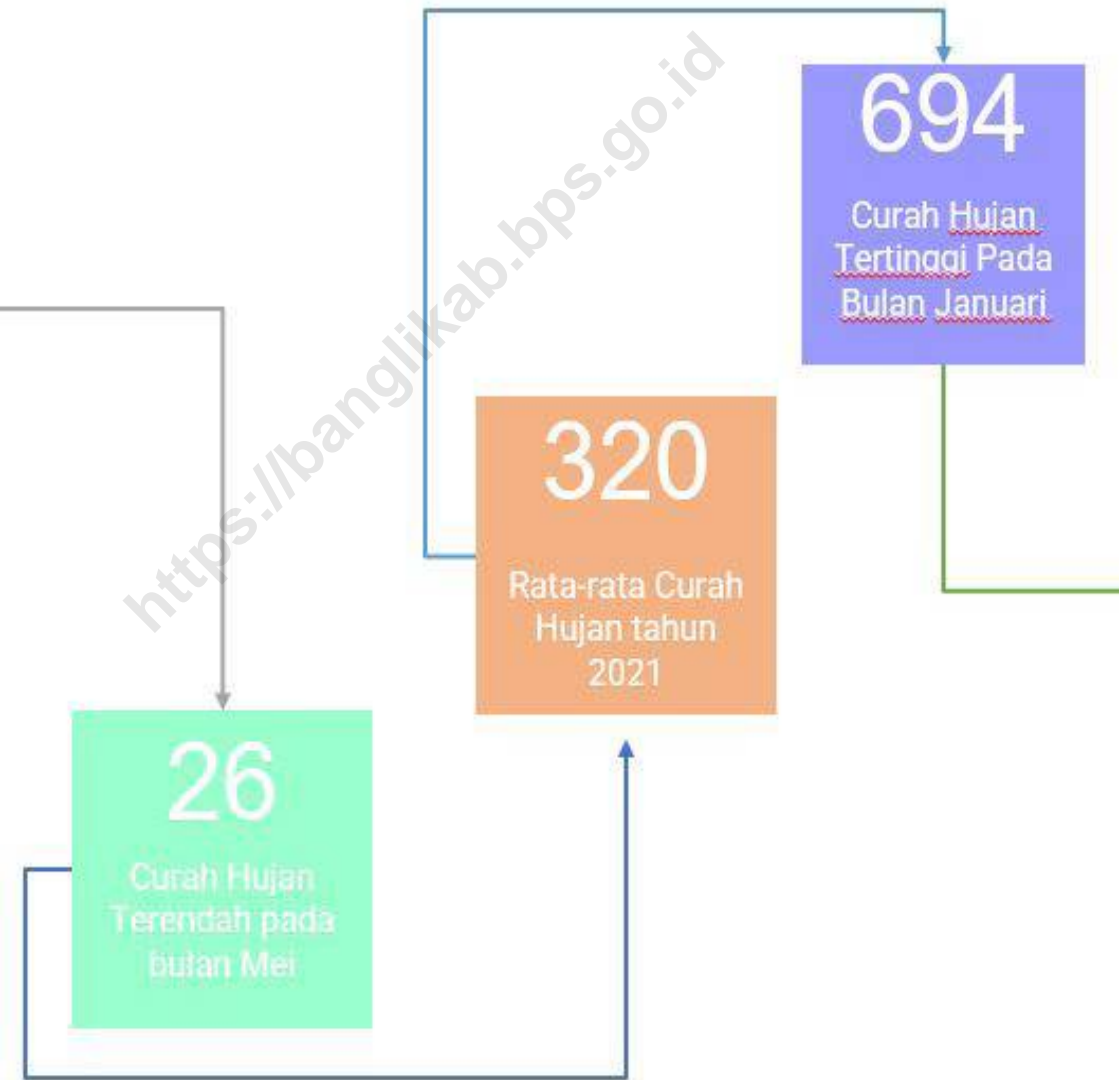 694
Curah Hujan
Tertinggi Pada
Bulan Januari
320
Rata-rata Curah
Hujan tahun
2021
26
Curah Hujan
Terendah pada
bulan Mei
https://banglikab.bps.go.id